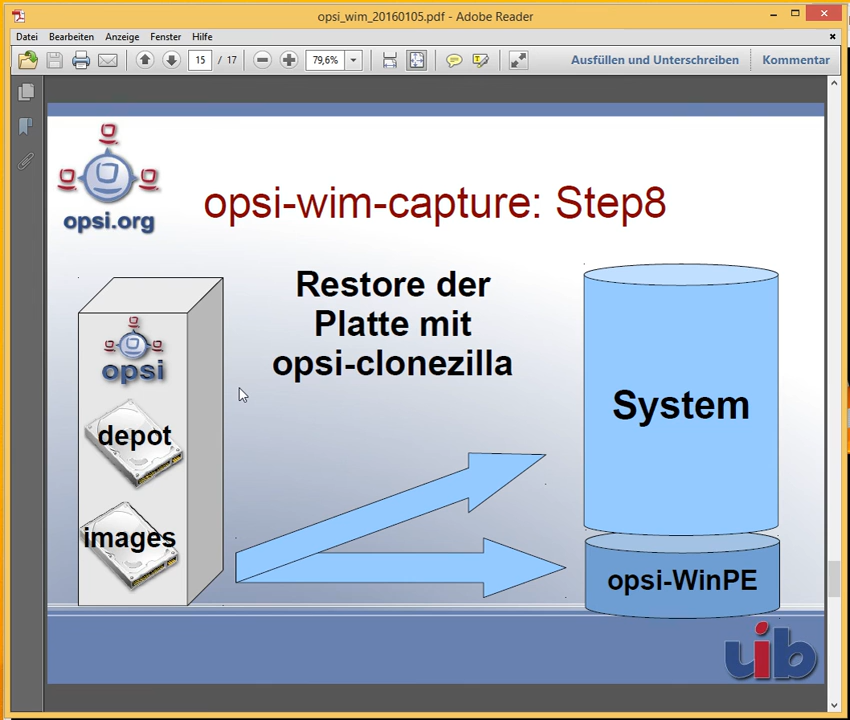 opsi_wim_20160105.pdf - Adobe Reader
Datei Bearbeiten Anzeige Fenster Hilfe
15 / 17 79,6% Ausfüllen und Unterschreiben Kommentar
opsi.org
opsi-wim-capture: Step8
Restore der
Platte mit
opsi-clonezilla
opsi
depot
images
System
opsi-WinPE
uib